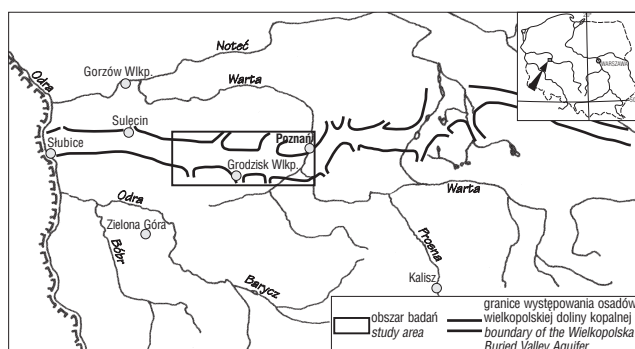 Noteć
Odra
Gorzów Wlkp.
Warta
WARSZAWA
Sulęcin
Słubice
Poznań
Grodzisk Wlkp.
Odra
Warta
Zielona Góra
Bóbr
Prosna
Barycz
Kalisz
obszar badań
study area
granice występowania osadów
wielkopolskiej doliny kopalnej
boundary of the Wielkopolska
Buried Valley Aquifer